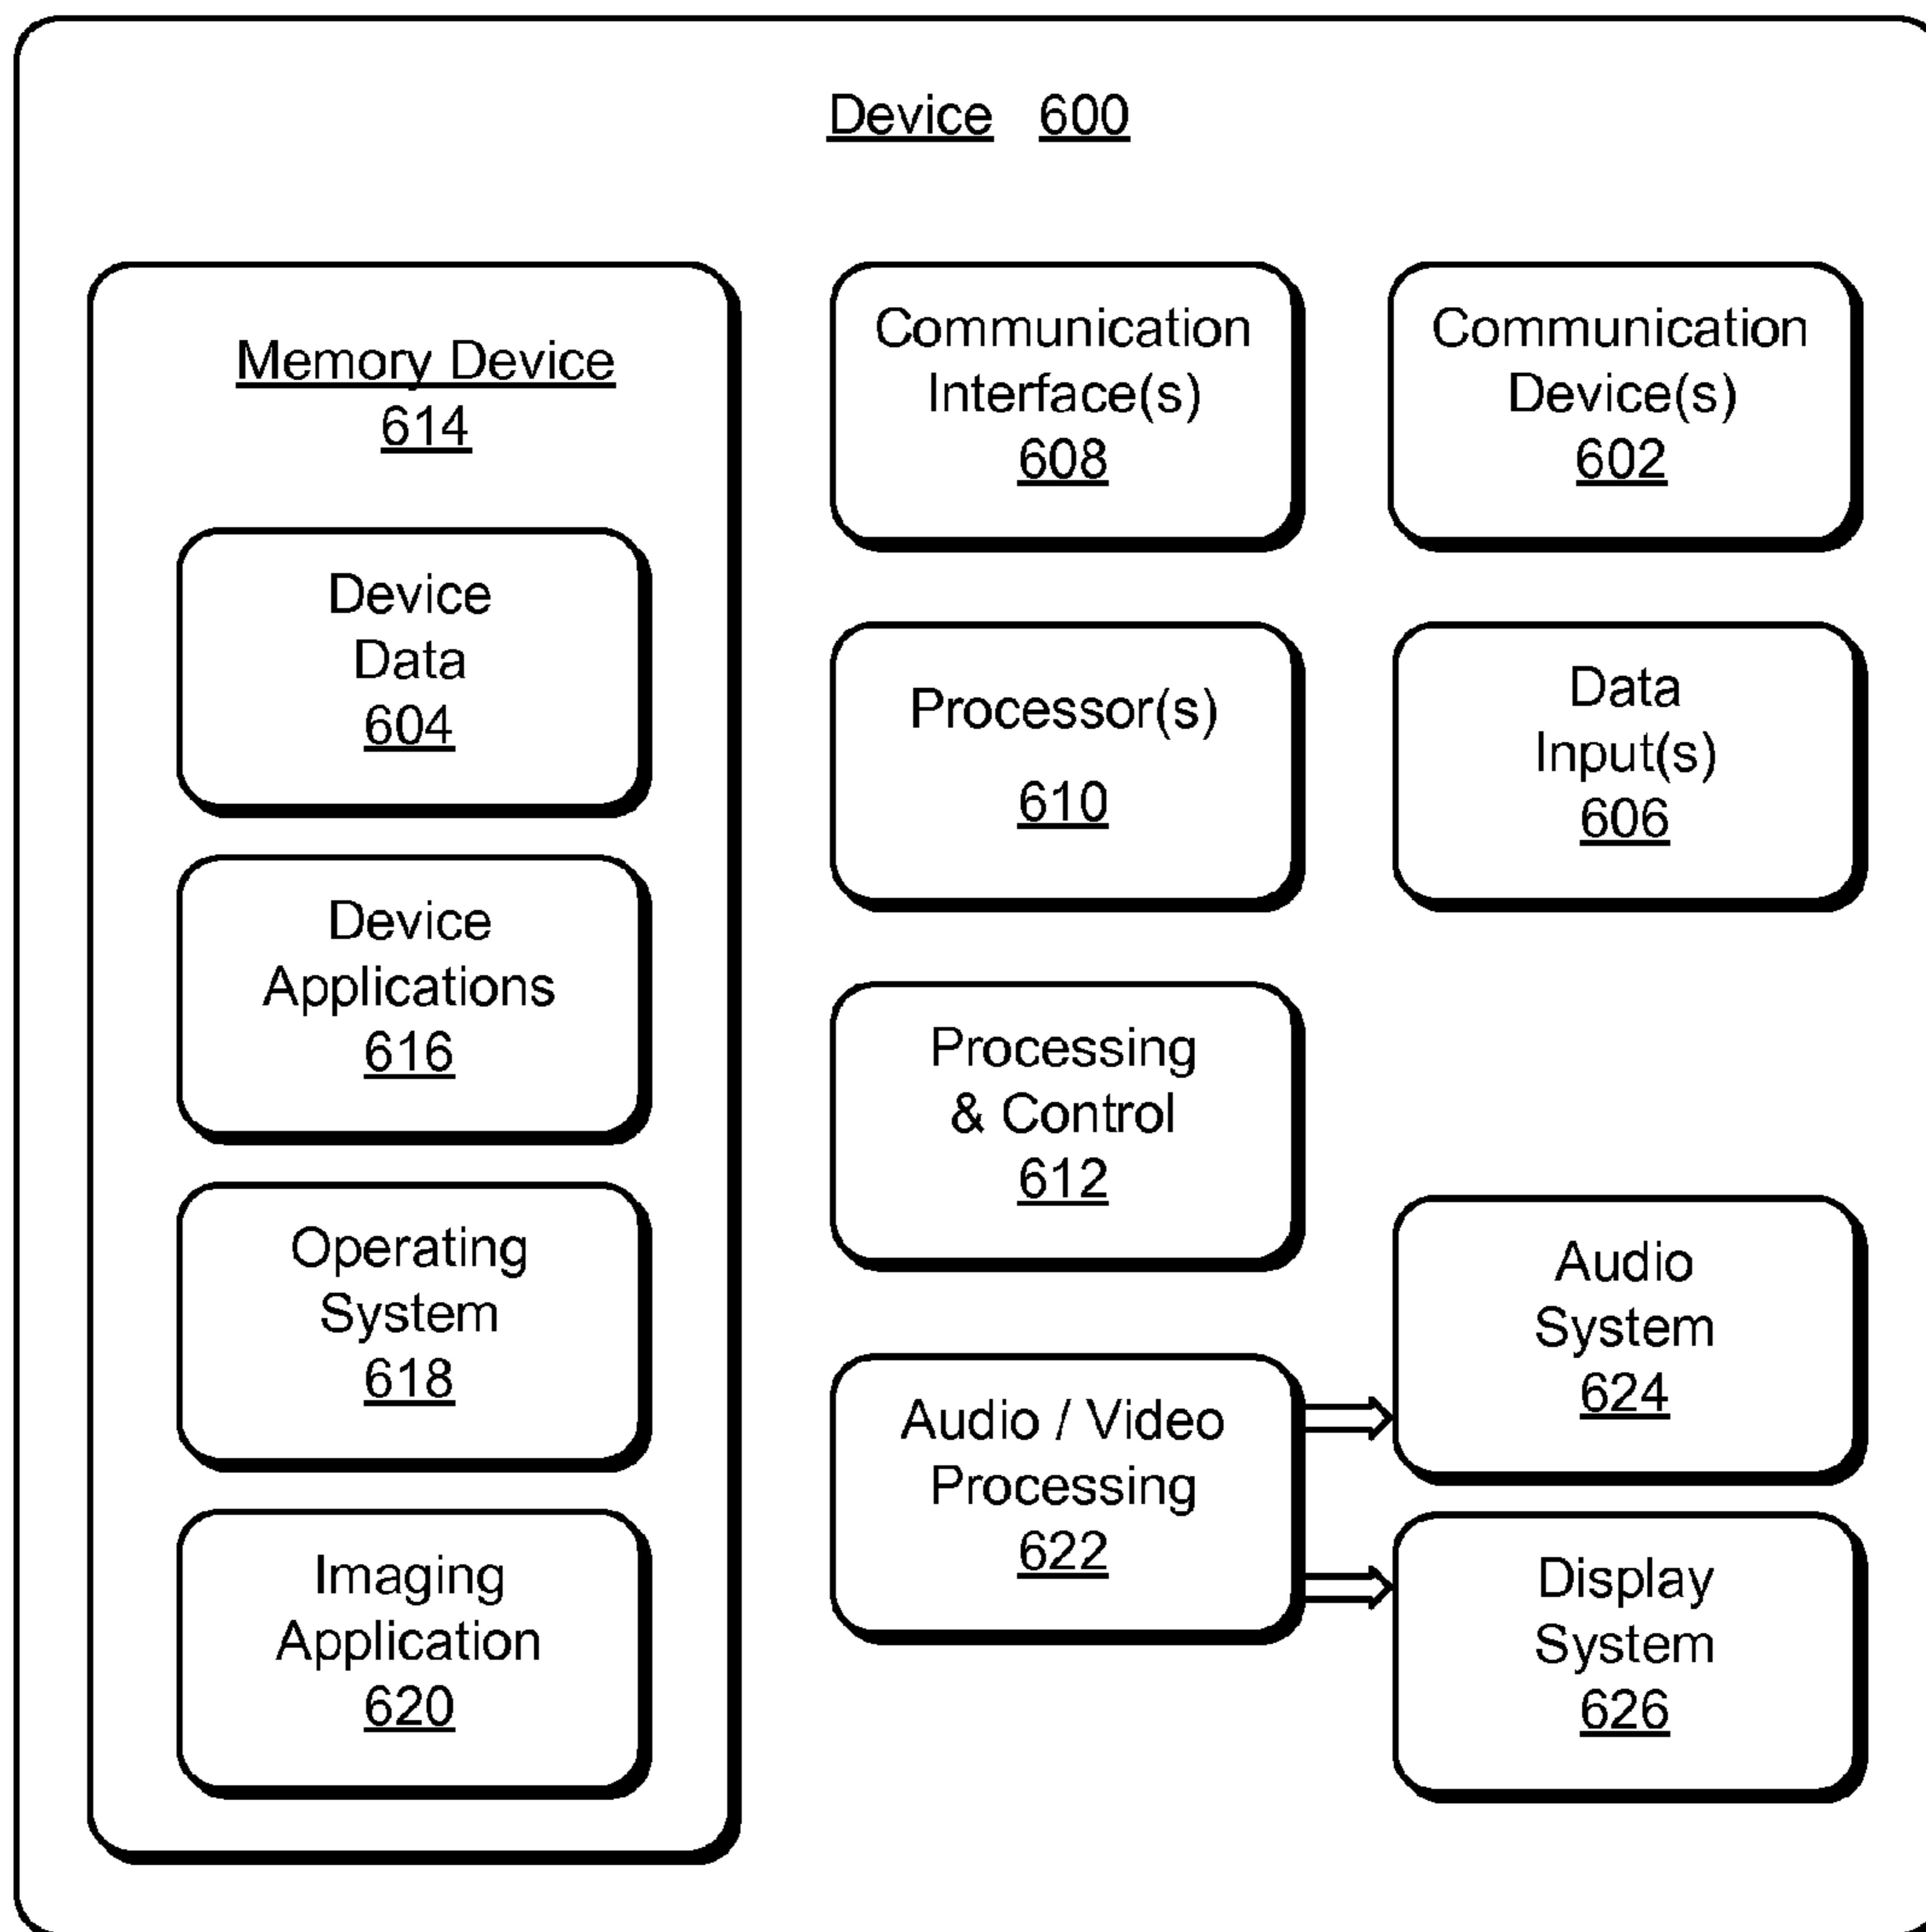 Device 600
Memory Device
614
Device
Data
604
Device
Applications
616
Operating
System
618
Imaging
Application
620
Communication
Interface(s)
608
Communication
Device(s)
602
Processor(s)
610
Data
Input(s)
606
Processing
& Control
612
Audio / Video
Processing
622
Audio
System
624
Display
System
626